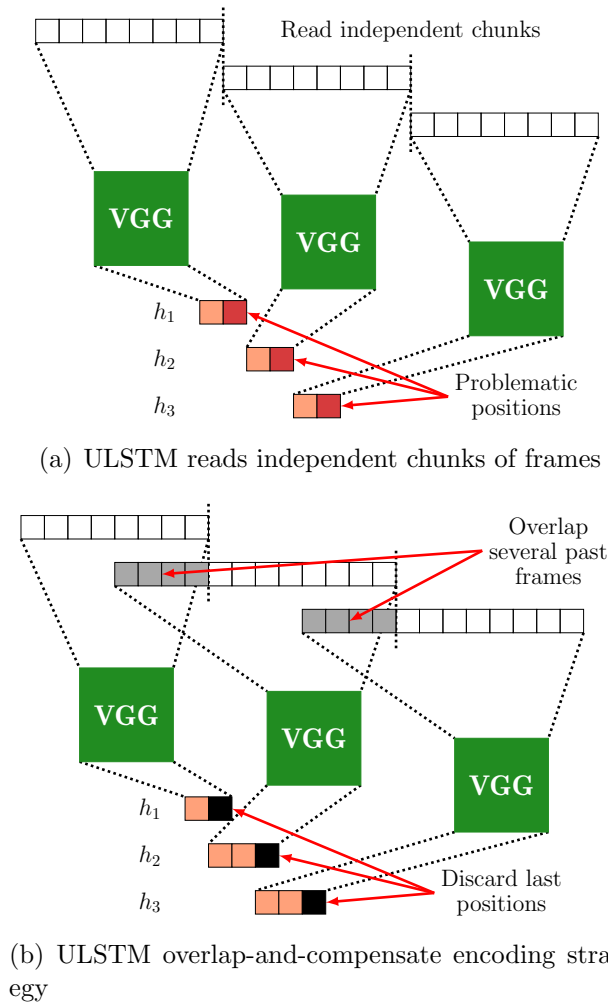 Read independent chunks
VGG
VGG
VGG
h₁
h₂
h₃
Problematic
positions
(a) ULSTM reads independent chunks of frames
Overlap
several past
frames
VGG
VGG
VGG
h₁
h₂
h₃
Discard last
positions
(b) ULSTM overlap-and-compensate encoding stra
egy